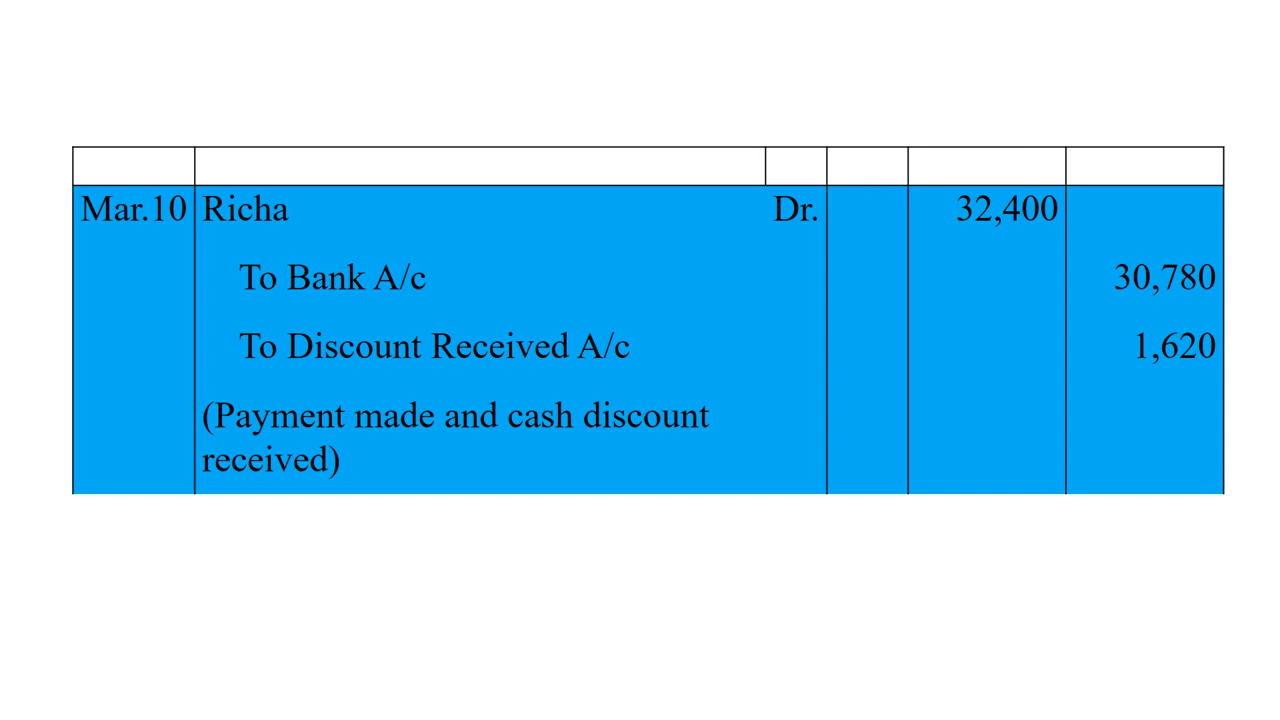 Mar.10 Richa Dr. 32,400
To Bank A/c 30,780
To Discount Received A/c 1,620
(Payment made and cash discount
received)